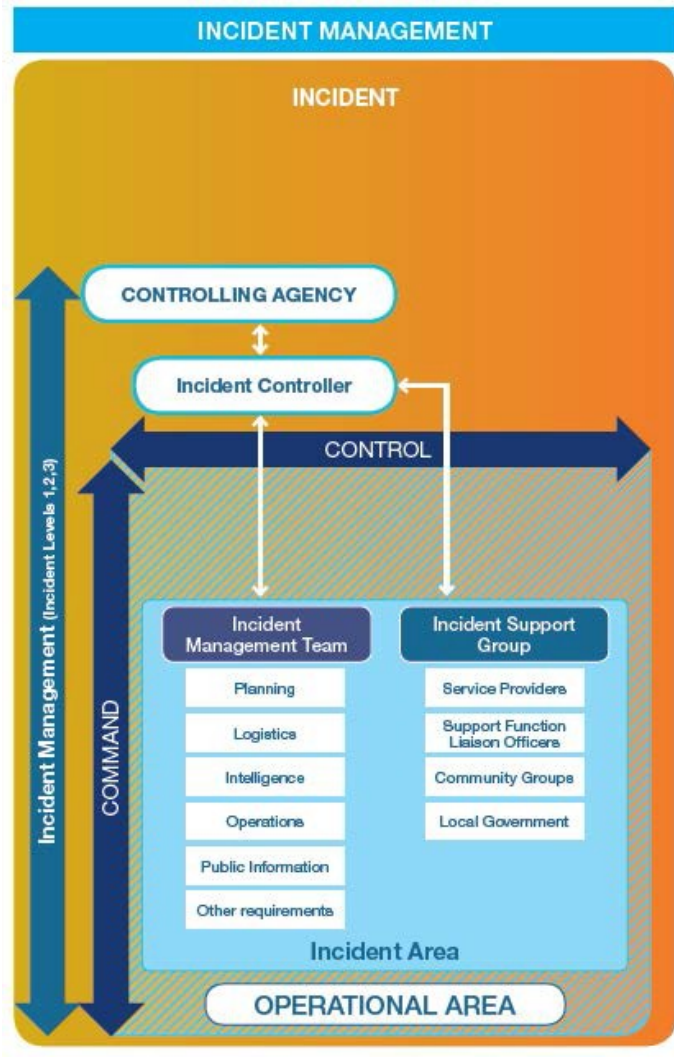 INCIDENT MANAGEMENT
INCIDENT
CONTROLLING AGENCY
Incident Controller
CONTROL
Incident Management (Incident Levels 1,2,3)
COMMAND
Incident
Management Team
Planning
Logistics
Intelligence
Operations
Public Information
Other requirements
Incident Support
Group
Service Providers
Support Function
Liaison Officers
Community Groups
Local Government
Incident Area
OPERATIONAL AREA